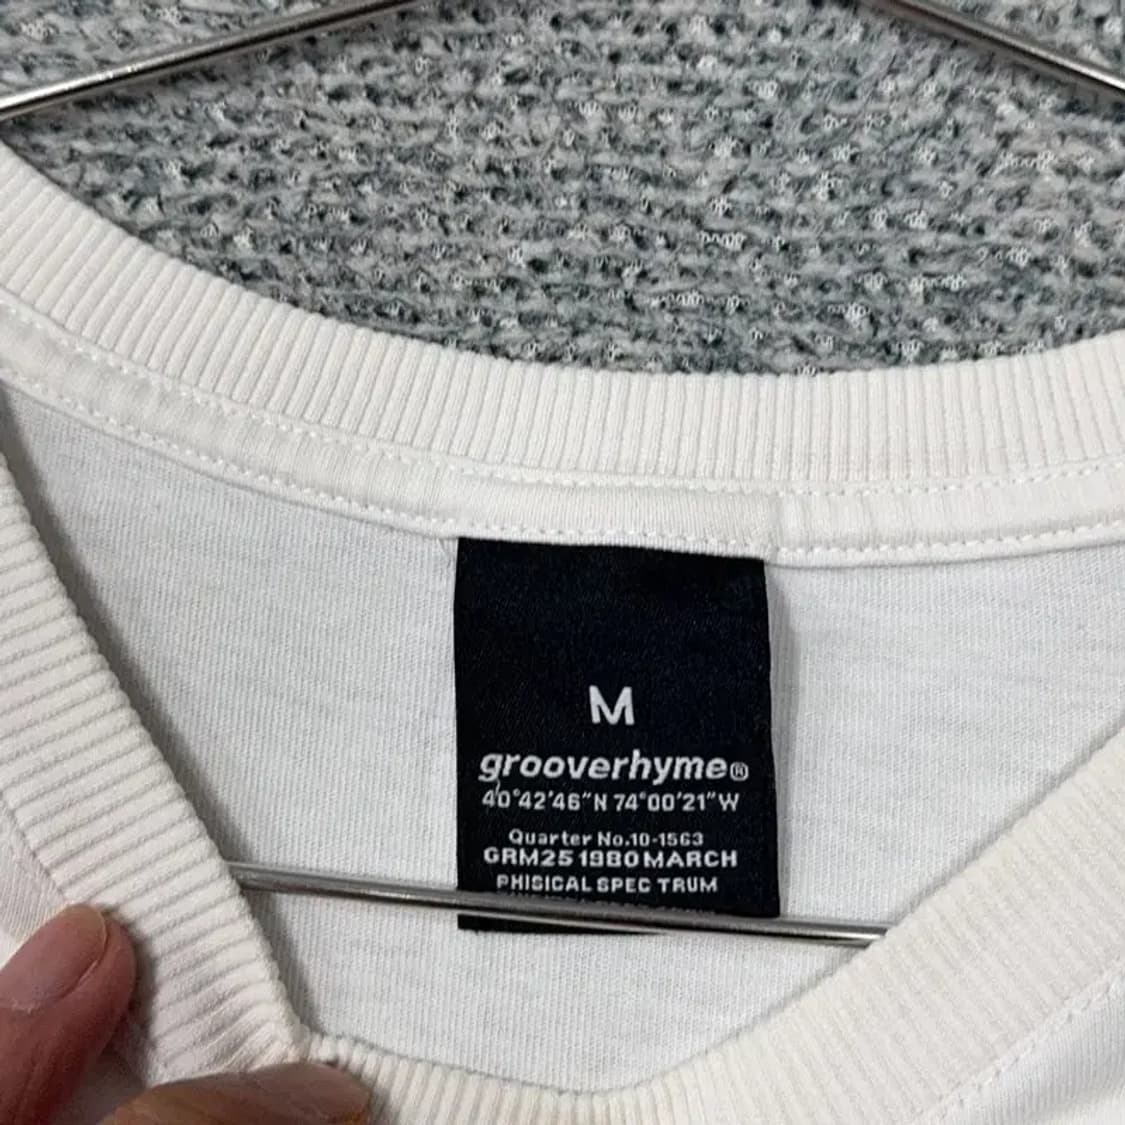 M
grooverhyme®
40°42'46"N 74°00'21"W
Quarter No.10-1563
GRM25 1980 MARCH
PHISICAL SPEC TRUM